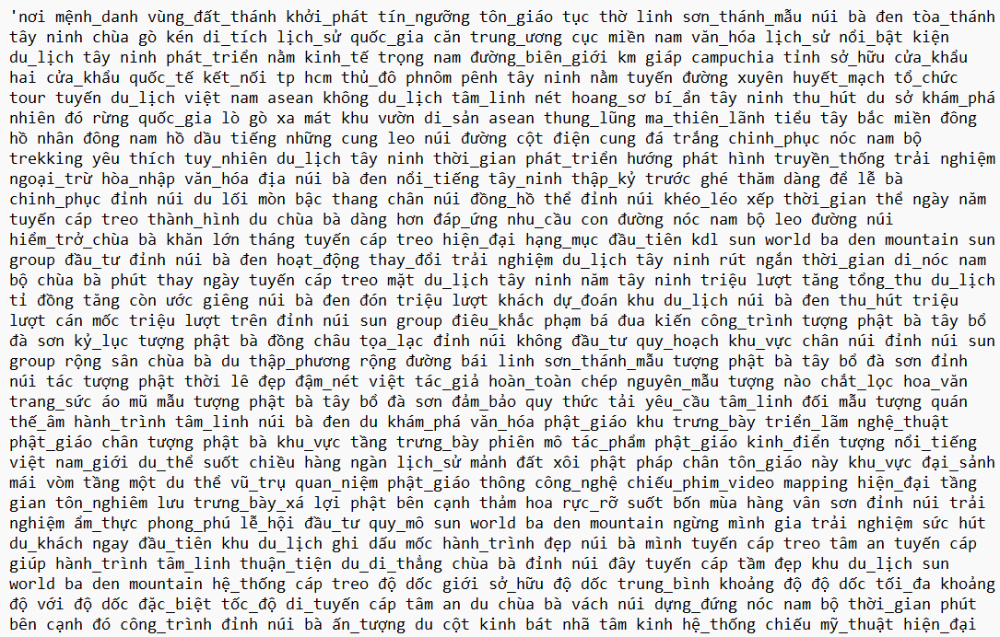 'nơi mệnh_danh vùng_đất_thánh khởi_phát tín_ngưỡng tôn_giáo tục thờ linh sơn_thánh_mẫu núi bà đen tòa_thánh
tây ninh chùa gò kén di_tích lịch_sử quốc_gia căn trung_ương cục miền nam văn_hóa lịch_sử nổi_bật kiện
du_lịch tây ninh phát_triển nằm kinh_tế trọng nam đường_biên_giới km giáp campuchia tỉnh sở_hữu cửa_khẩu
hai cửa_khẩu quốc_tế kết_nối tp hcm thủ_đô phnôm pênh tây ninh nằm tuyến đường xuyên huyết_mạch tổ_chức
tour tuyến du_lịch việt nam asean không du_lịch tâm_linh nét hoang_sơ bí_ẩn tây ninh thu_hút du sở khám_phá
nhiên đó rừng quốc_gia lò gò xa mát khu vườn di_sản asean thung_lũng ma_thiên_lãnh tiểu tây bắc miền đông
hồ nhân đông nam hồ dầu tiếng những cung leo núi đường cột điện cung đá trắng chinh_phục nóc nam bộ
trekking yêu thích tuy_nhiên du_lịch tây ninh thời_gian phát_triển hướng phát hình truyền_thống trải nghiệm
ngoại_trừ hòa_nhập văn_hóa địa núi bà đen nổi_tiếng tây_ninh thập_kỷ trước ghé thăm dàng để lễ bà
chinh_phục đỉnh núi du lối mòn bậc thang chân núi đồng_hồ thể đỉnh núi khéo_léo xếp thời_gian thể ngày năm
tuyến cáp treo thành_hình du chùa bà dàng hơn đáp_ứng nhu_cầu con đường nóc nam bộ leo đường núi
hiểm_trở_chùa bà khăn lớn tháng tuyến cáp treo hiện_đại hạng_mục đầu_tiên kdl sun world ba den mountain sun
group đầu_tư đỉnh núi bà đen hoạt_động thay_đổi trải nghiệm du_lịch tây ninh rút ngắn thời_gian di_nóc nam
bộ chùa bà phút thay ngày tuyến cáp treo mặt du_lịch tây ninh năm tây ninh triệu lượt tăng tổng_thu du_lịch
tỉ đồng tăng còn ước giêng núi bà đen đón triệu lượt khách dự_đoán khu du_lịch núi bà đen thu_hút triệu
lượt cán mốc triệu lượt trên đỉnh núi sun group điêu_khắc phạm bá đua kiến công_trình tượng phật bà tây bổ
đà sơn kỷ_lục tượng phật bà đồng châu tọa_lạc đỉnh núi không đầu_tư quy_hoạch khu_vực chân núi đỉnh núi sun
group rộng sân chùa bà du thập_phương rộng đường bái linh sơn_thánh_mẫu tượng phật bà tây bổ đà sơn đỉnh
núi tác tượng phật thời lê đẹp đậm_nét việt tác_giả hoàn_toàn chép nguyên_mẫu tượng nào chắt_lọc hoa_văn
trang_sức áo mũ mẫu tượng phật bà tây bổ đà sơn đảm_bảo quy thức tải yêu_cầu tâm_linh đối mẫu tượng quán
thế_âm hành_trình tâm_linh núi bà đen du khám_phá văn_hóa phật_giáo khu trưng_bày triển_lãm nghệ_thuật
phật_giáo chân tượng phật bà khu_vực tầng trưng_bày phiên mô tác_phẩm phật_giáo kinh_điển tượng nổi_tiếng
việt nam_giới du_thể suốt chiều hàng ngàn lịch_sử mảnh đất xôi phật pháp chân tôn_giáo này khu_vực đại_sảnh
mái vòm tầng một du thể vũ_trụ quan_niệm phật_giáo thông công_nghệ chiếu_phim_video mapping hiện_đại tầng
gian tôn_nghiêm lưu trưng_bày_xá lợi phật bên cạnh thảm hoa rực_rỡ suốt bốn mùa hàng vân sơn đỉnh núi trải
nghiệm ẩm_thực phong_phú lễ_hội đầu_tư quy_mô sun world ba den mountain ngừng mình gia trải nghiệm sức hút
du_khách ngay đầu_tiên khu du_lịch ghi dấu mốc hành_trình đẹp núi bà mình tuyến cáp treo tâm an tuyến cáp
giúp hành_trình tâm_linh thuận_tiện du_di_thẳng chùa bà đỉnh núi đây tuyến cáp tầm đẹp khu du_lịch sun
world ba den mountain hệ_thống cáp treo độ dốc giới sở_hữu độ dốc trung_bình khoảng độ độ dốc tối_đa khoảng
độ với độ dốc đặc_biệt tốc_độ di_tuyến cáp tâm an du chùa bà vách núi dựng_đứng nóc nam bộ thời_gian phút
bên cạnh đó công_trình đỉnh núi bà ấn_tượng du cột kinh bát nhã tâm kinh hệ_thống chiếu mỹ_thuật hiện_đại